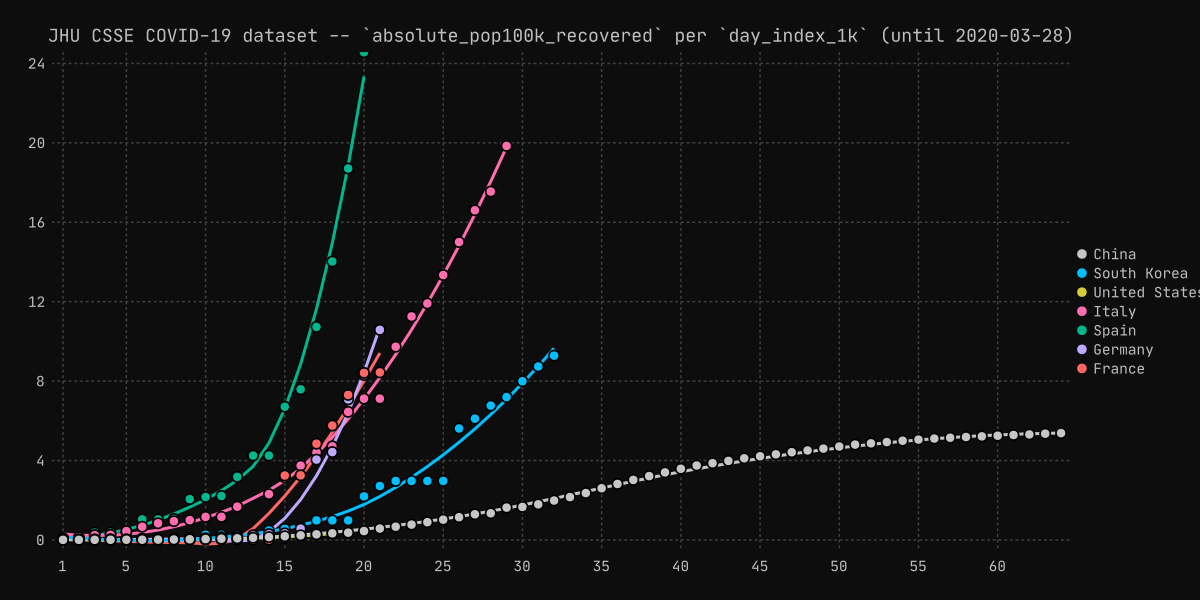 JHU CSSE COVID-19 dataset -- `absolute_pop100k_recovered` per `day_index_1k` (until 2020-03-28)
24
20
16
12
8
4
0
1 5 10 15 20 25 30 35 40 45 50 55 60
China
South Korea
United States
Italy
Spain
Germany
France